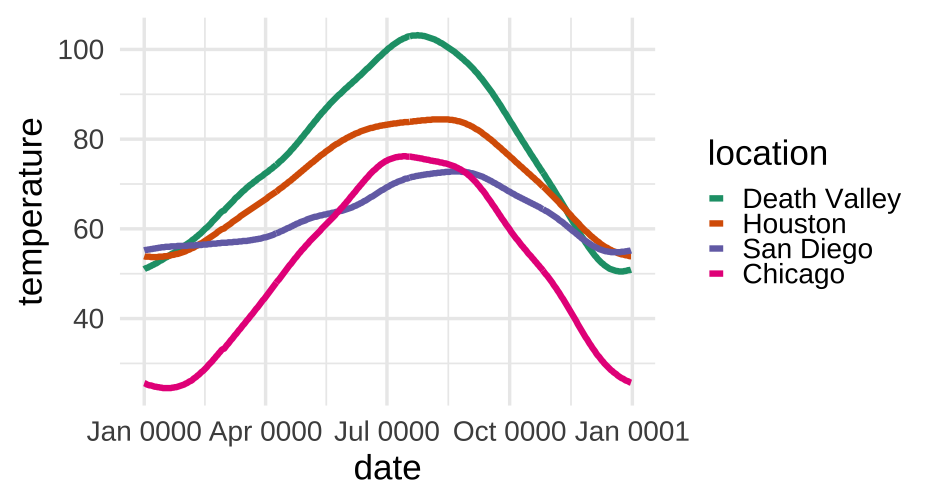 temperature
100
80
60
40
Jan 0000 Apr 0000 Jul 0000 Oct 0000 Jan 0001
date
location
Death Valley
Houston
San Diego
Chicago